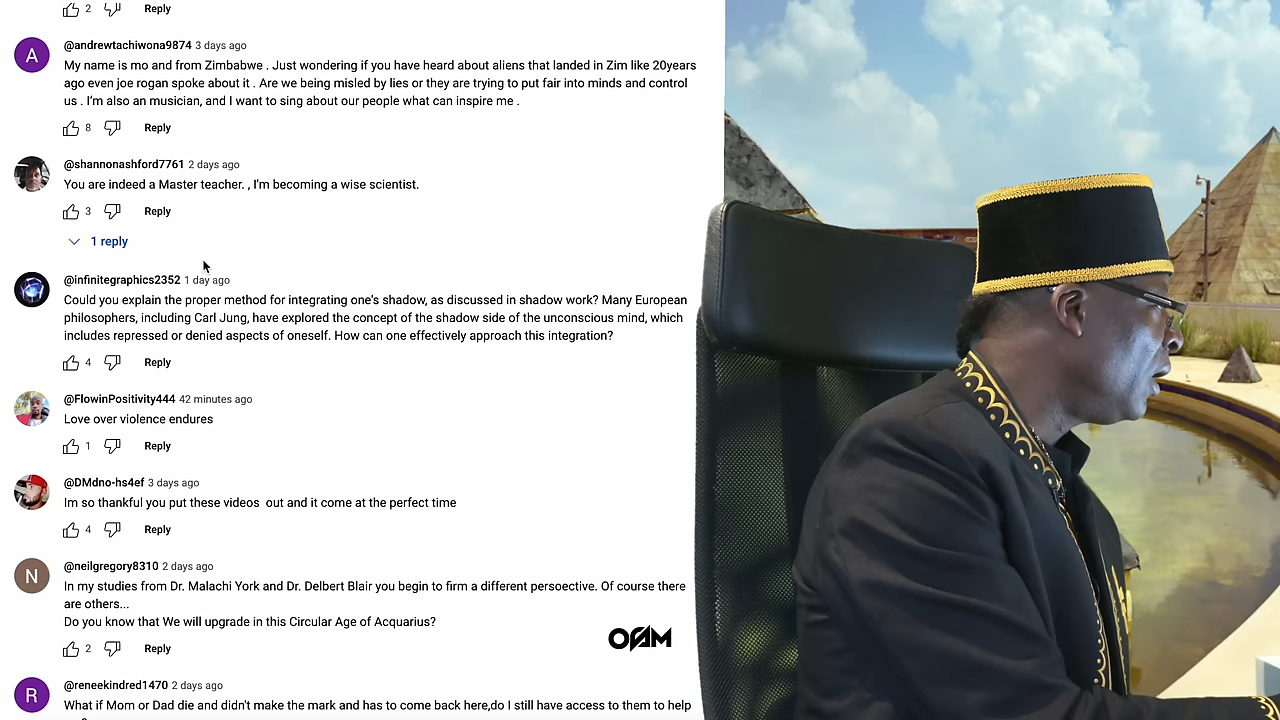 2 Reply
@andrewtachiwona9874 3 days ago
My name is mo and from Zimbabwe . Just wondering if you have heard about aliens that landed in Zim like 20years
ago even joe rogan spoke about it . Are we being misled by lies or they are trying to put fair into minds and control
us . I'm also an musician, and I want to sing about our people what can inspire me .
8 Reply
@shannonashford7761 2 days ago
You are indeed a Master teacher. , I'm becoming a wise scientist.
3 Reply
1 reply
@infinitegraphics2352 1 day ago
Could you explain the proper method for integrating one's shadow, as discussed in shadow work? Many European
philosophers, including Carl Jung, have explored the concept of the shadow side of the unconscious mind, which
includes repressed or denied aspects of oneself. How can one effectively approach this integration?
4 Reply
@FlowinPositivity444 42 minutes ago
Love over violence endures
1 Reply
@DMdno-hs4ef 3 days ago
Im so thankful you put these videos  out and it come at the perfect time
4 Reply
N
@neilgregory8310 2 days ago
In my studies from Dr. Malachi York and Dr. Delbert Blair you begin to firm a different persoective. Of course there
are others...
Do you know that We will upgrade in this Circular Age of Acquarius?
2 Reply
R
@reneekindred1470 2 days ago
What if Mom or Dad die and didn't make the mark and has to come back here,do I still have access to them to help
A